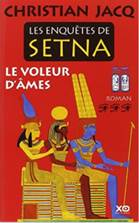 CHRISTIAN JACQ
LES ENQUÊTES DE
SETNA
LE VOLEUR
D'ÂMES
ROMAN
XO